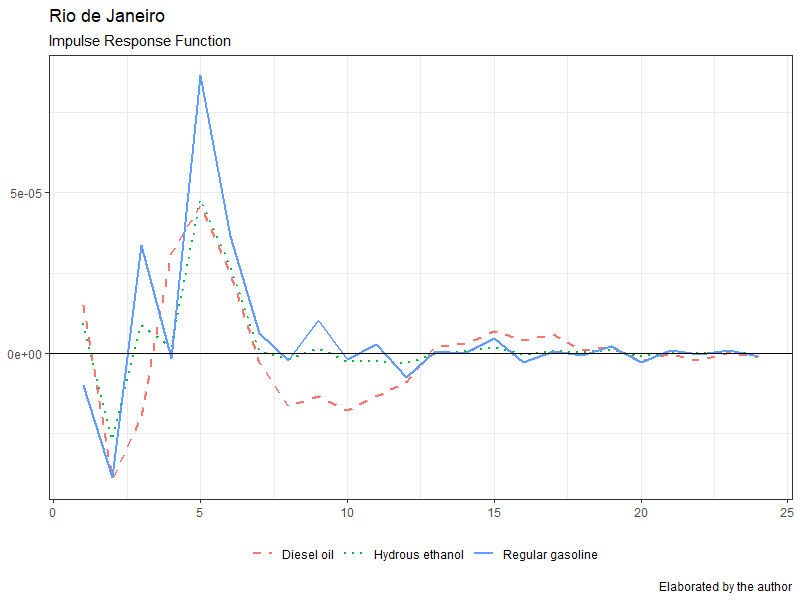 Rio de Janeiro
Impulse Response Function
5e-05
0e+00
0 5 10 15 20 25
Diesel oil Hydrous ethanol Regular gasoline
Elaborated by the author